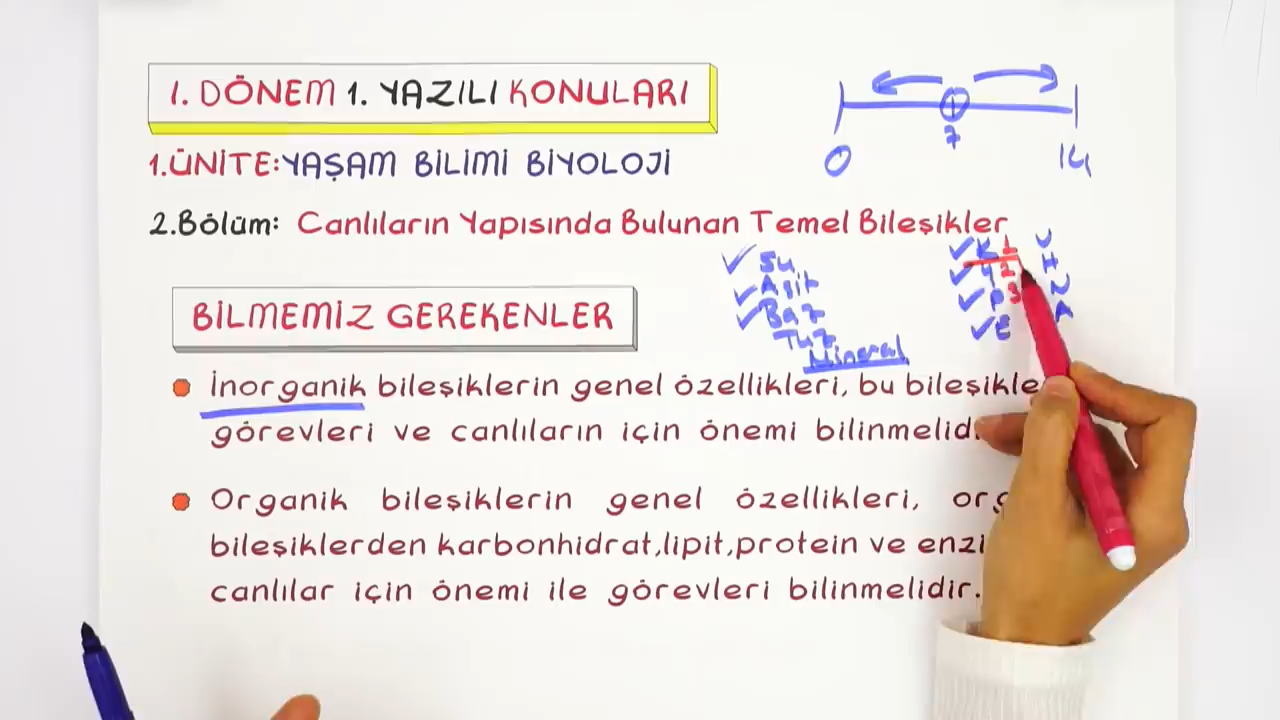 1. DÖNEM 1. YAZILI KONULARI
0 7 14
1.ÜNİTE:YAŞAM BİLİMİ BİYOLOJİ
2.Bölüm: Canlıların Yapısında Bulunan Temel Bileşikler
Su
Asit
Baz
Tuz
Mineral
K 1
Y 2
P 3
E
V
H
N
A
BİLMEMİZ GEREKENLER
İnorganik bileşiklerin genel özellikleri, bu bileşikle
görevleri ve canlıların için önemi bilinmelid
Organik bileşiklerin genel özellikleri, org
bileşiklerden karbonhidrat,lipit,protein ve enzi
canlılar için önemi ile görevleri bilinmelidir.